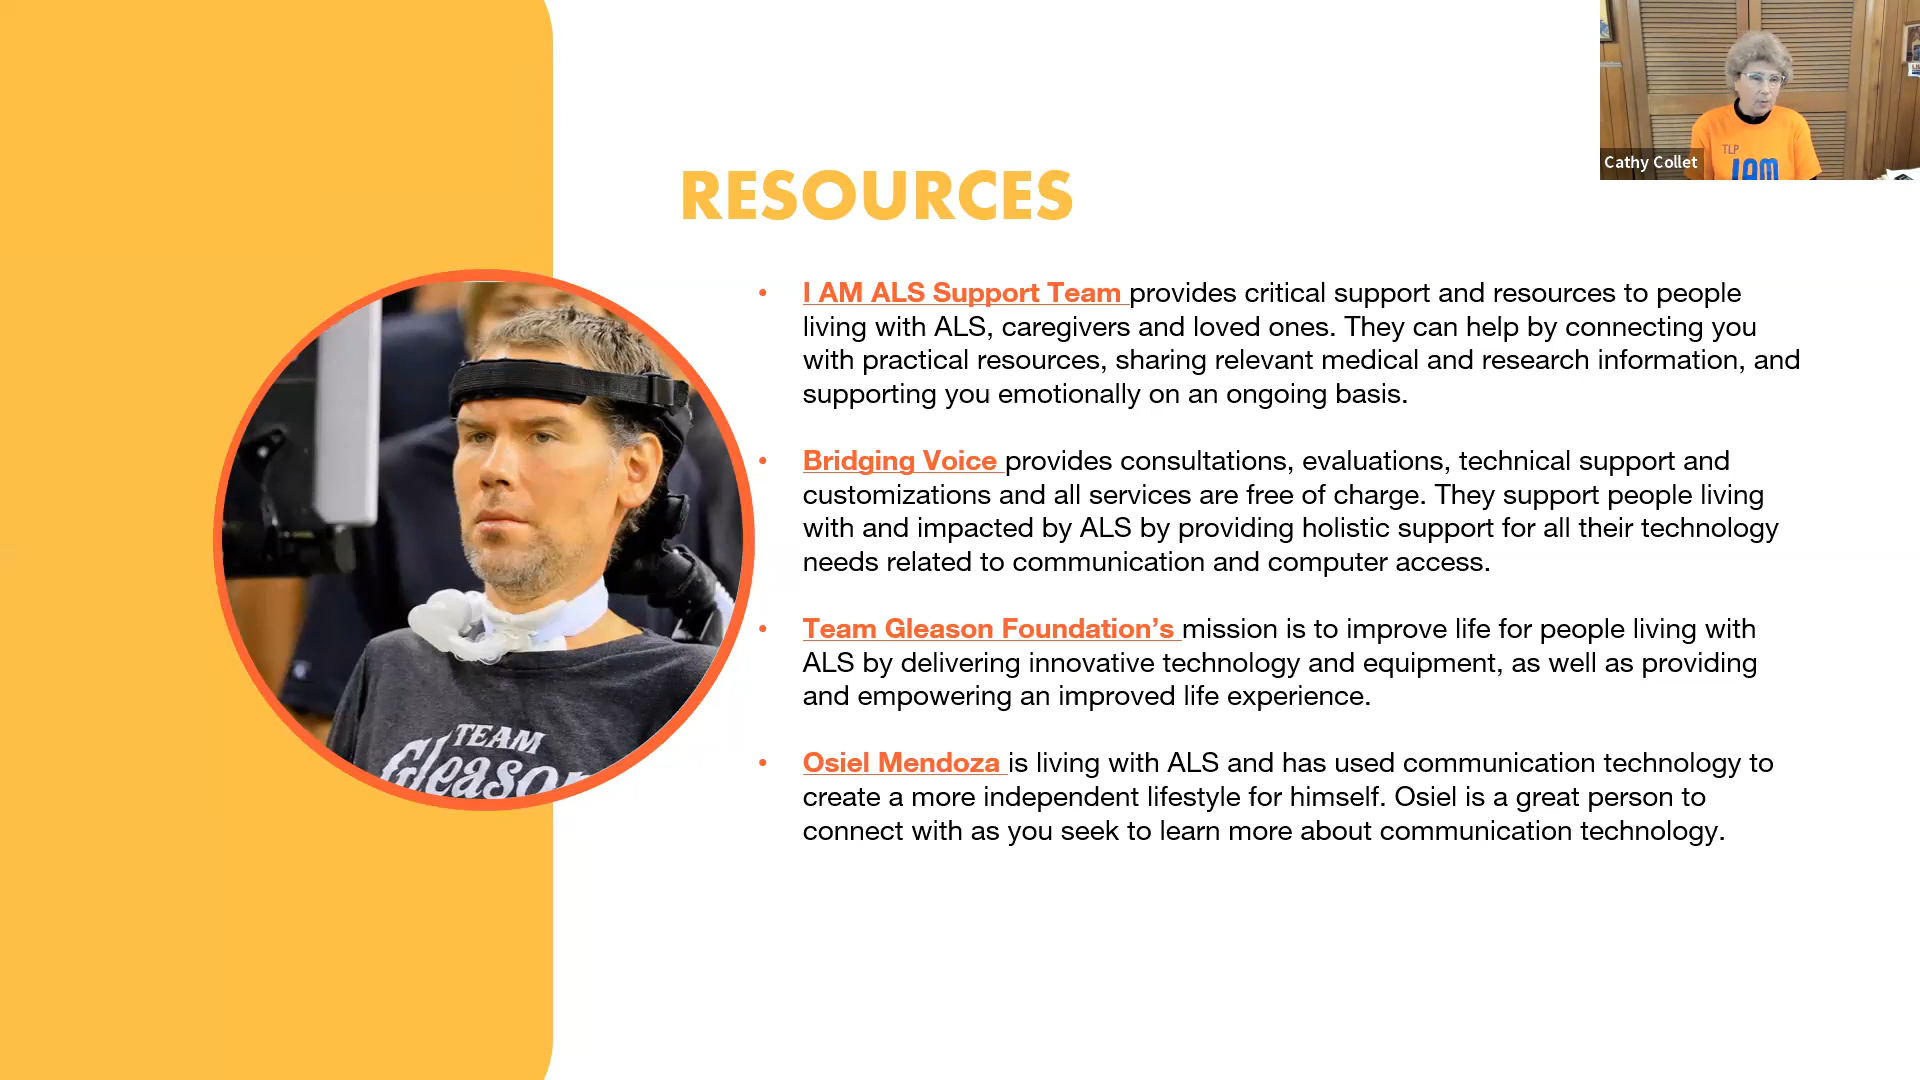 RESOURCES
• I AM ALS Support Team provides critical support and resources to people
living with ALS, caregivers and loved ones. They can help by connecting you
with practical resources, sharing relevant medical and research information, and
supporting you emotionally on an ongoing basis.
• Bridging Voice provides consultations, evaluations, technical support and
customizations and all services are free of charge. They support people living
with and impacted by ALS by providing holistic support for all their technology
needs related to communication and computer access.
• Team Gleason Foundation’s mission is to improve life for people living with
ALS by delivering innovative technology and equipment, as well as providing
and empowering an improved life experience.
• Osiel Mendoza is living with ALS and has used communication technology to
create a more independent lifestyle for himself. Osiel is a great person to
connect with as you seek to learn more about communication technology.
TEAM
Gleason
Cathy Collet
TLP
IAM